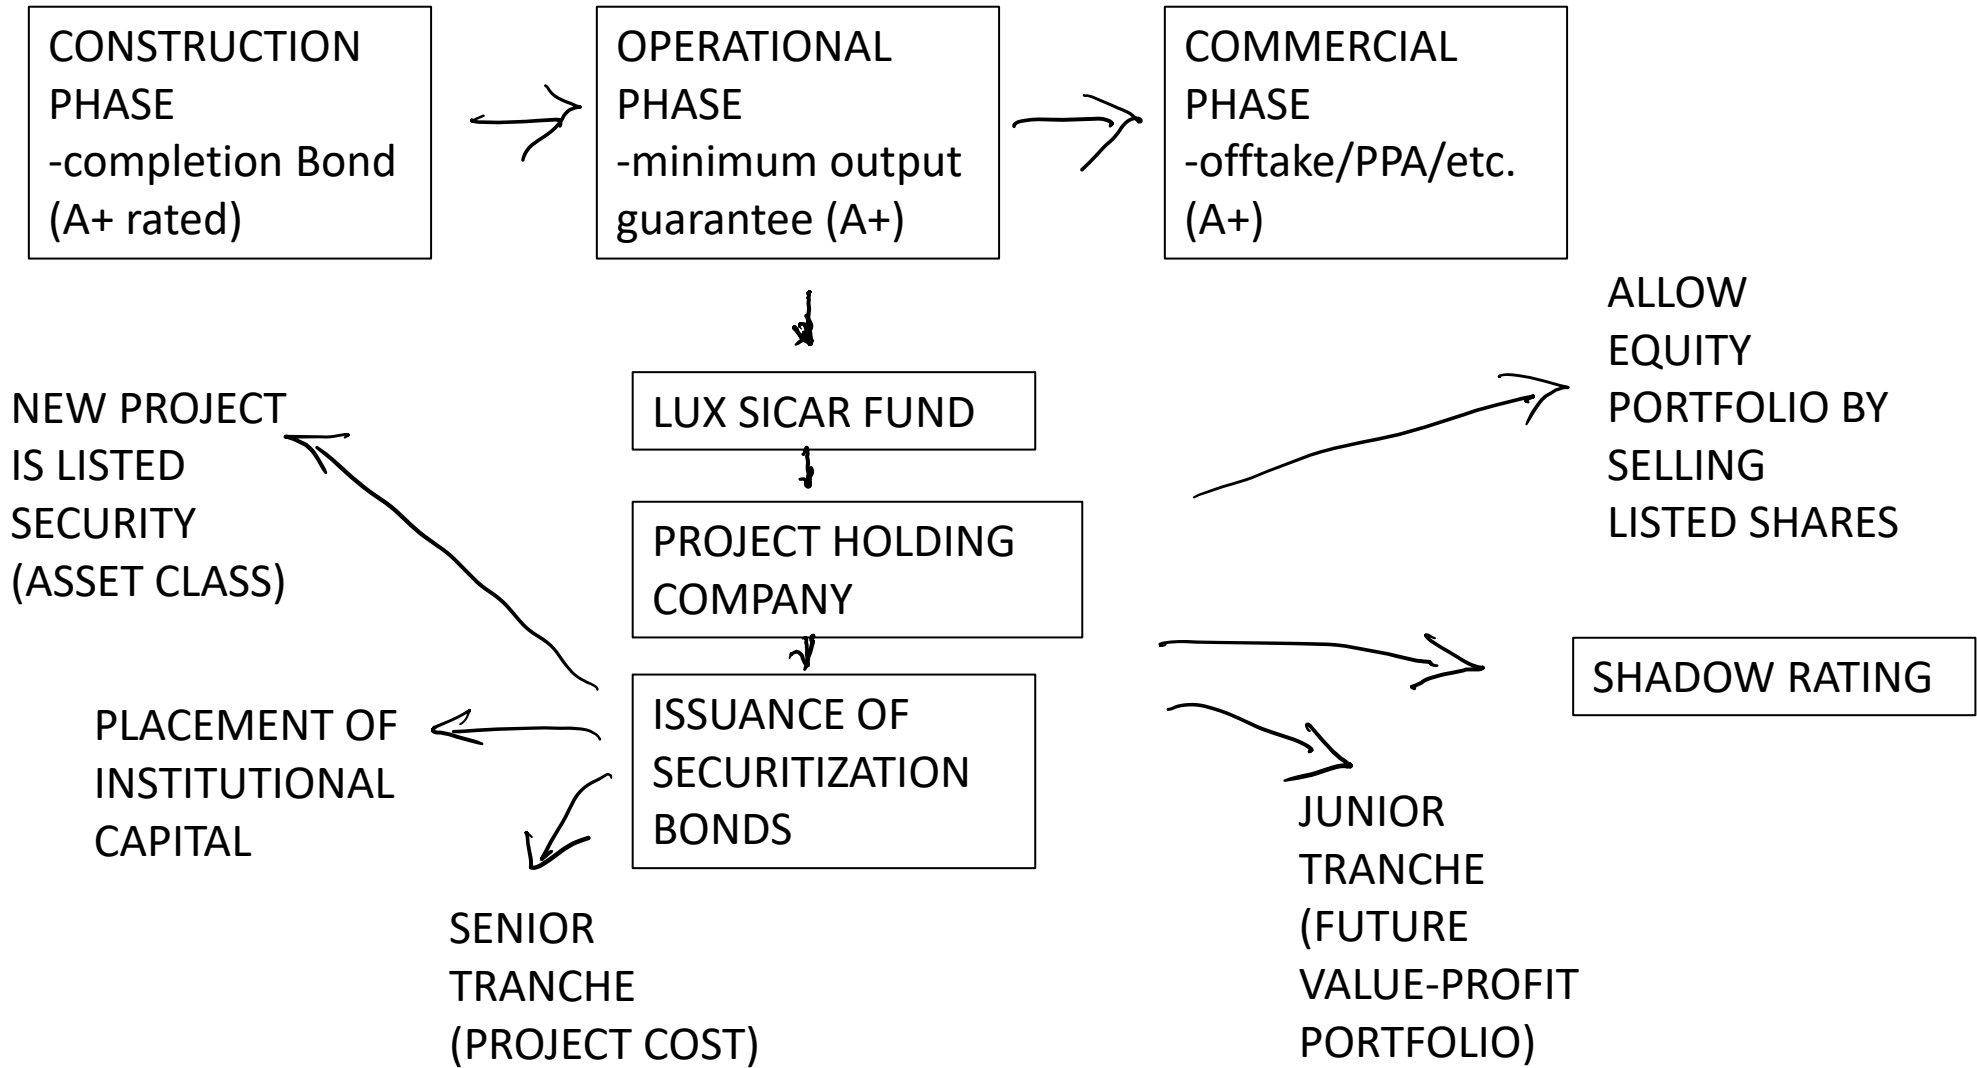 CONSTRUCTION
PHASE
-completion Bond
(A+ rated)
OPERATIONAL
PHASE
-minimum output
guarantee (A+)
COMMERCIAL
PHASE
-offtake/PPA/etc.
(A+)
ALLOW
EQUITY
PORTFOLIO BY
SELLING
LISTED SHARES
LUX SICAR FUND
NEW PROJECT
IS LISTED
SECURITY
(ASSET CLASS)
PROJECT HOLDING
COMPANY
SHADOW RATING
ISSUANCE OF
SECURITIZATION
BONDS
PLACEMENT OF
INSTITUTIONAL
CAPITAL
JUNIOR
TRANCHE
(FUTURE
VALUE-PROFIT
PORTFOLIO)
SENIOR
TRANCHE
(PROJECT COST)